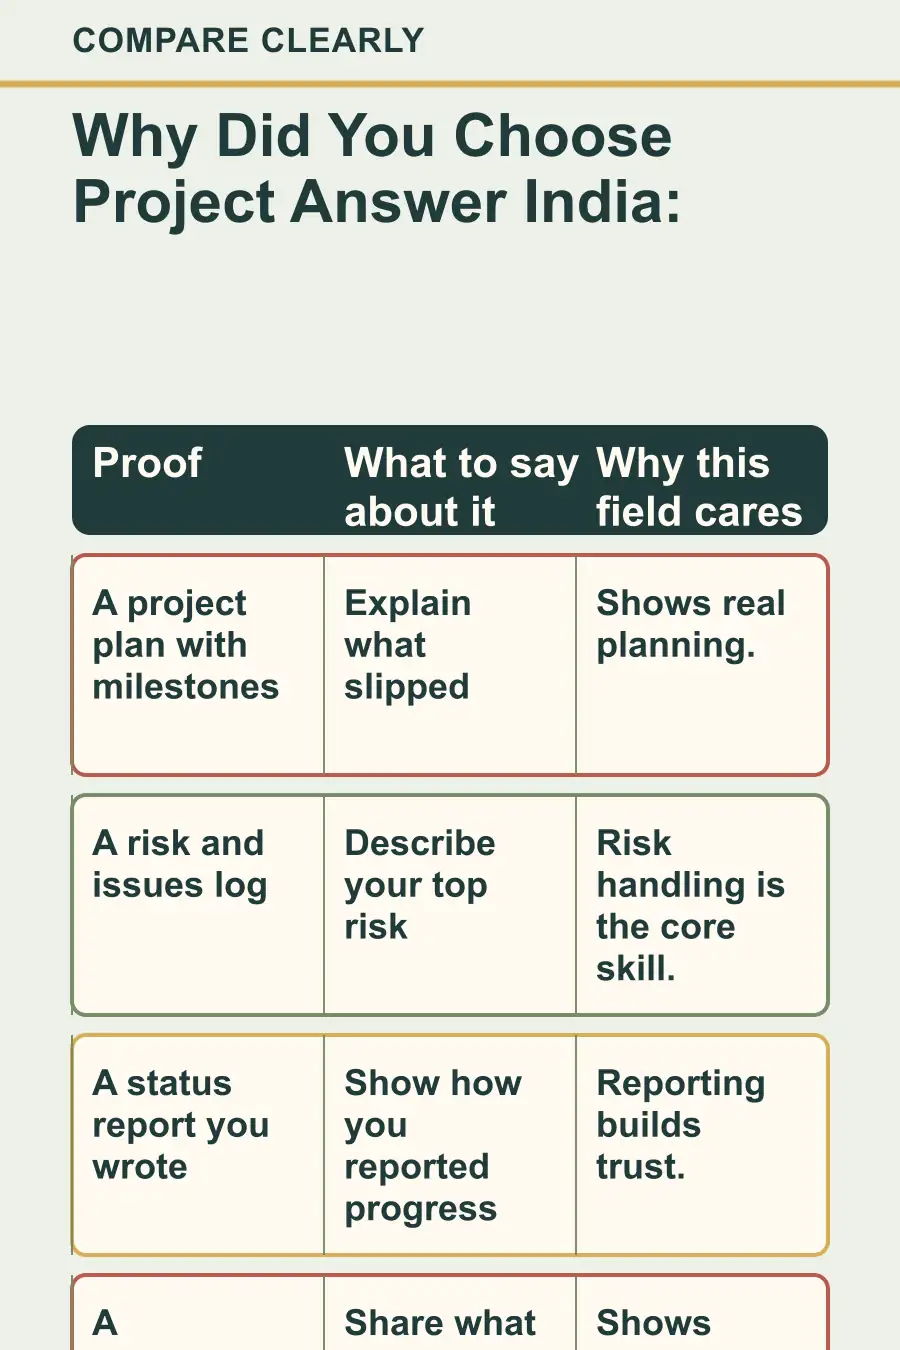 COMPARE CLEARLY
Why Did You Choose
Project Answer India:
Proof
What to say
about it
Why this
field cares
A project
plan with
milestones
Explain
what
slipped
Shows real
planning.
A risk and
issues log
Describe
your top
risk
Risk
handling is
the core
skill.
A status
report you
wrote
Show how
you
reported
progress
Reporting
builds
trust.
A
Share what
Shows